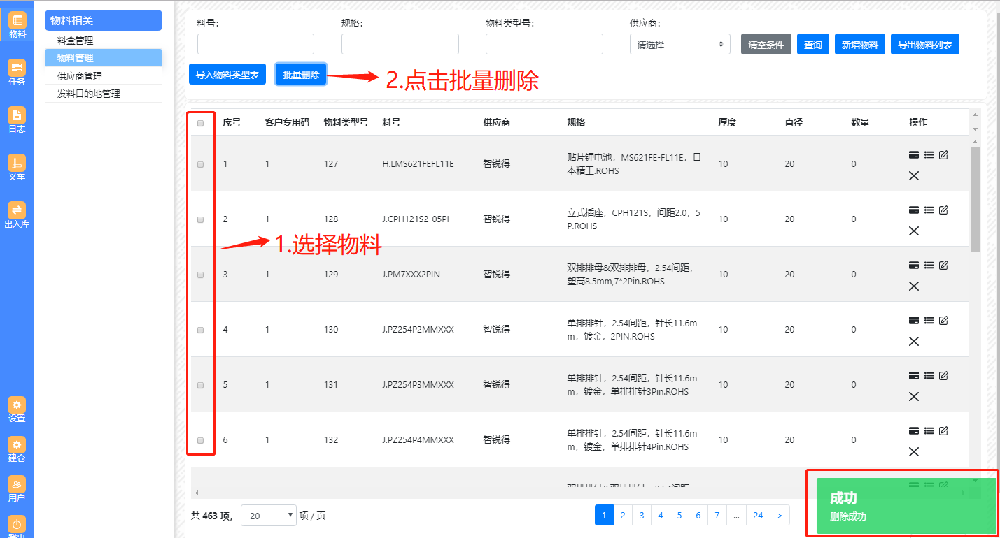 物料
任务
日志
叉车
出入库
设置
建仓
用户
登出
物料相关
料盒管理
物料管理
供应商管理
发料目的地管理
料号：
规格：
物料类型号：
供应商：
请选择
清空条件
查询
新增物料
导出物料列表
导入物料类型表
批量删除
2.点击批量删除
序号 客户专用码 物料类型号 料号 供应商 规格 厚度 直径 数量 操作
1 1 127 H.LMS621FEFL11E 智锐得 贴片锂电池，MS621FE-FL11E，日 10 20 0
本精工.ROHS
2 1 128 J.CPH121S2-05PI 智锐得 立式插座，CPH121S，间距2.0，5 10 20 0
P.ROHS
1.选择物料
3 1 129 J.PM7XXX2PIN 智锐得 双排排母&双排排母，2.54间距， 10 20 0
塑高8.5mm,7*2Pin.ROHS
4 1 130 J.PZ254P2MMXXX 智锐得 单排排针，2.54间距，针长11.6m 10 20 0
m，镀金，2PIN.ROHS
5 1 131 J.PZ254P3MMXXX 智锐得 单排排针，2.54间距，针长11.6m 10 20 0
m，镀金，单排排针3Pin.ROHS
6 1 132 J.PZ254P4MMXXX 智锐得 单排排针，2.54间距，针长11.6m 10 20 0
m，镀金，单排排针4Pin.ROHS
共 463 项， 20 项 / 页
1 2 3 4 5 6 7 ... 24 >
成功
删除成功